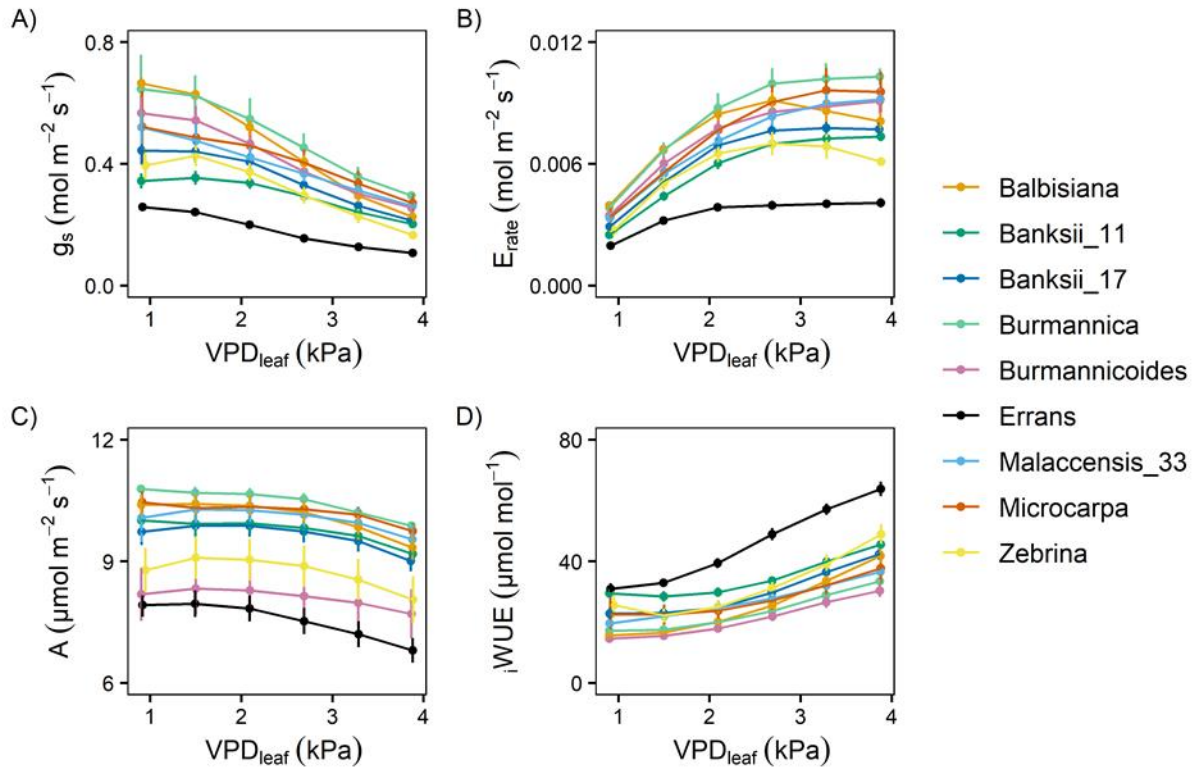 A)
0.8
0.4
0.0
gₛ (mol m⁻² s⁻¹)
1 2 3 4
VPDleaf (kPa)
B)
0.012
0.006
0.000
Erate (mol m⁻² s⁻¹)
1 2 3 4
VPDleaf (kPa)
C)
12
9
6
A (µmol m⁻² s⁻¹)
1 2 3 4
VPDleaf (kPa)
D)
80
40
0
ᵢWUE (µmol mol⁻¹)
1 2 3 4
VPDleaf (kPa)
Balbisiana
Banksii_11
Banksii_17
Burmannica
Burmannicoides
Errans
Malaccensis_33
Microcarpa
Zebrina